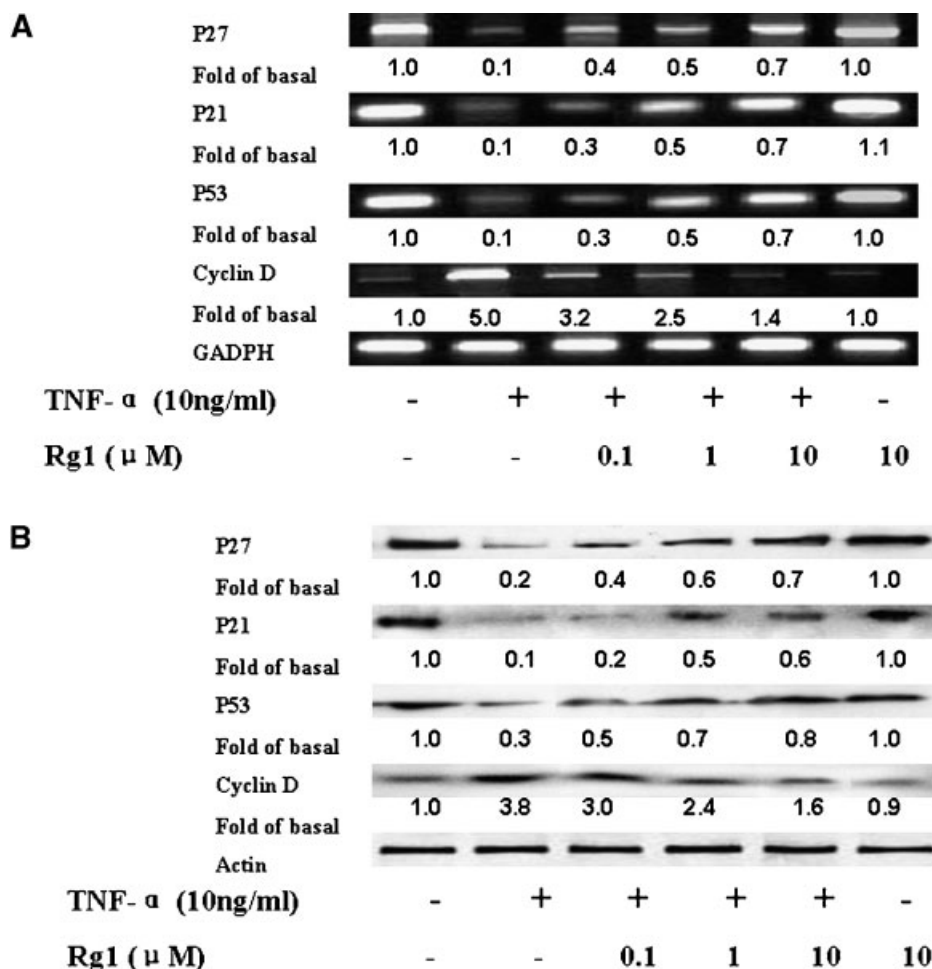 A
P27
Fold of basal 1.0 0.1 0.4 0.5 0.7 1.0
P21
Fold of basal 1.0 0.1 0.3 0.5 0.7 1.1
P53
Fold of basal 1.0 0.1 0.3 0.5 0.7 1.0
Cyclin D
Fold of basal 1.0 5.0 3.2 2.5 1.4 1.0
GADPH
TNF- α (10ng/ml) - + + + + -
Rg1 (μM) - - 0.1 1 10 10
B
P27
Fold of basal 1.0 0.2 0.4 0.6 0.7 1.0
P21
Fold of basal 1.0 0.1 0.2 0.5 0.6 1.0
P53
Fold of basal 1.0 0.3 0.5 0.7 0.8 1.0
Cyclin D
Fold of basal 1.0 3.8 3.0 2.4 1.6 0.9
Actin
TNF- α (10ng/ml) - + + + + -
Rg1 (μM) - - 0.1 1 10 10